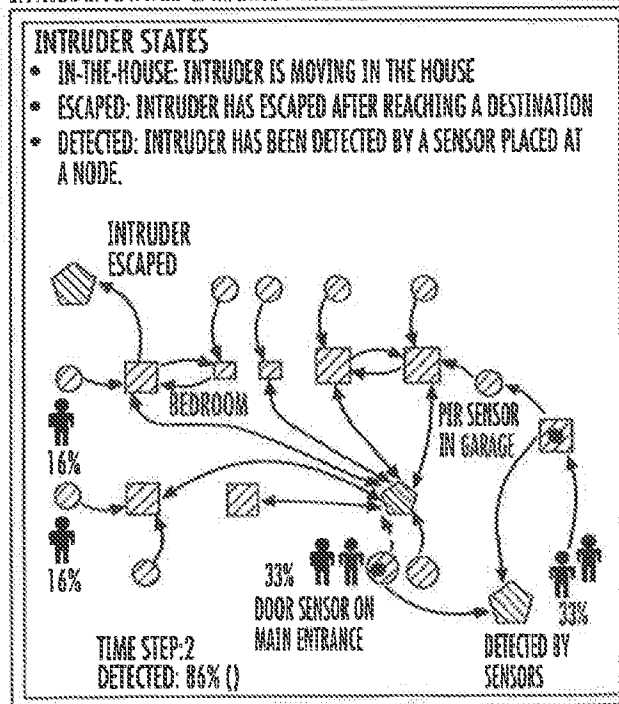 INTRUDER STATES
• IN-THE-HOUSE: INTRUDER IS MOVING IN THE HOUSE
• ESCAPED: INTRUDER HAS ESCAPED AFTER REACHING A DESTINATION
• DETECTED: INTRUDER HAS BEEN DETECTED BY A SENSOR PLACED AT
A NODE.
INTRUDER
ESCAPED
BEDROOM
PIR SENSOR
IN GARAGE
16%
16%
33%
DOOR SENSOR ON
MAIN ENTRANCE
33%
DETECTED BY
SENSORS
TIME STEP:2
DETECTED: 86% ()